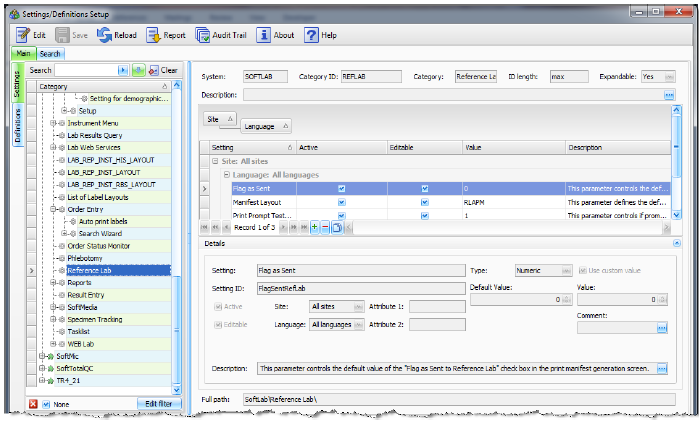 Settings/Definitions Setup
Edit Save Reload Report Audit Trail About Help
Main Search
Settings
Definitions
Search Clear
Category
Setting for demographic...
Setup
Instrument Menu
Lab Results Query
Lab Web Services
LAB_REP_INST_HIS_LAYOUT
LAB_REP_INST_LAYOUT
LAB_REP_INST_RBS_LAYOUT
List of Label Layouts
Order Entry
Auto print labels
Search Wizard
Order Status Monitor
Phlebotomy
Reference Lab
Reports
Result Entry
SoftMedia
Specimen Tracking
Tasklist
WEB Lab
SoftMic
SoftTotalQC
TR4_21
None Edit filter
System: SOFTLAB Category ID: REFLAB Category: Reference La ID length: max Expandable: Yes
Description:
Site
Language
Setting Active Editable Value Description
Site: All sites
Language: All languages
Flag as Sent 0 This parameter controls the def...
Manifest Layout RLAPM This parameter defines the def...
Print Prompt Test... 1 This parameter controls if prom...
Record 1 of 3
Details
Setting: Flag as Sent Type: Numeric Use custom value
Setting ID: FlagSentRefLab Default Value: 0 Value: 0
Active Site: All sites Attribute 1:
Comment:
Editable Language: All languages Attribute 2:
Description: This parameter controls the default value of the "Flag as Sent to Reference Lab" check box in the print manifest generation screen.
Full path: SoftLab\Reference Lab\